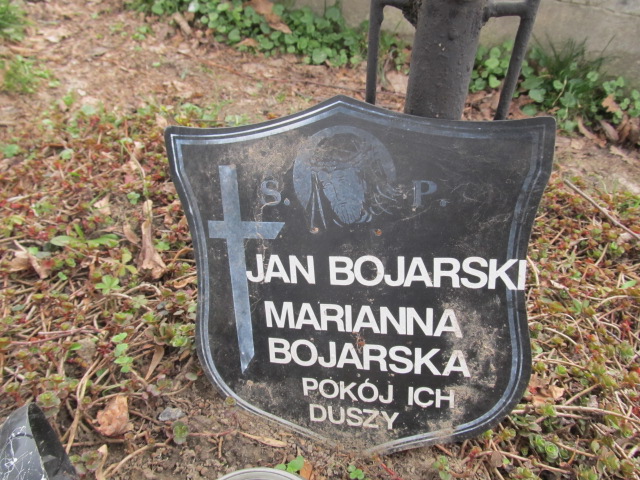 S. P.
JAN BOJARSKI
MARIANNA
BOJARSKA
POKÓJ ICH
DUSZY